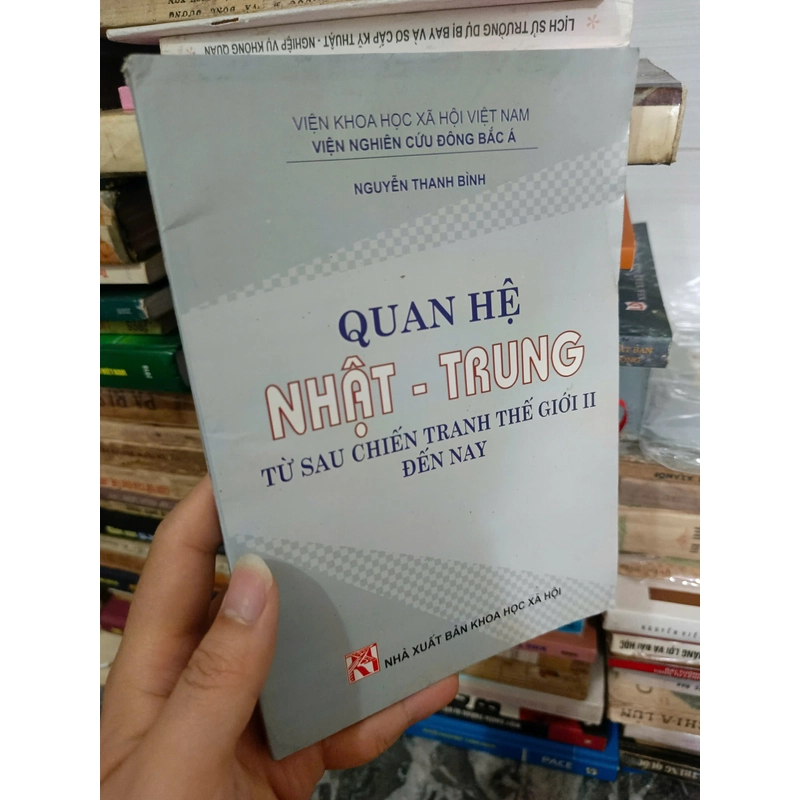 LỊCH SỬ TRƯỜNG DỰ BỊ BAY VÀ SƠ CẤP KỸ THUẬT - NGHIỆP VỤ KHÔNG QUÂN
VIỆN KHOA HỌC XÃ HỘI VIỆT NAM
VIỆN NGHIÊN CỨU ĐÔNG BẮC Á
NGUYỄN THANH BÌNH
QUAN HỆ
NHẬT - TRUNG
TỪ SAU CHIẾN TRANH THẾ GIỚI II
ĐẾN NAY
NHÀ XUẤT BẢN KHOA HỌC XÃ HỘI
PACE